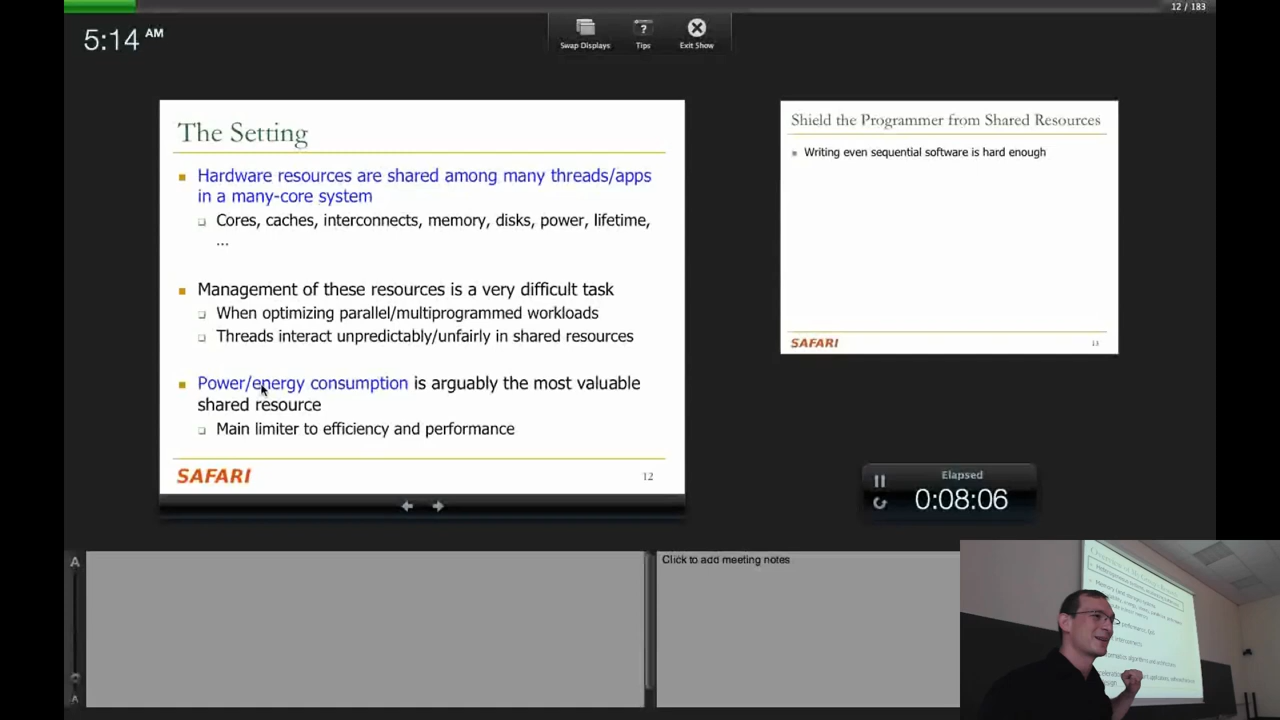 12 / 183
5:14 AM
Swap Displays
?
Tips
Exit Show
The Setting
Hardware resources are shared among many threads/apps
in a many-core system
Cores, caches, interconnects, memory, disks, power, lifetime,
...
Management of these resources is a very difficult task
When optimizing parallel/multiprogrammed workloads
Threads interact unpredictably/unfairly in shared resources
Power/energy consumption is arguably the most valuable
shared resource
Main limiter to efficiency and performance
SAFARI
12
Shield the Programmer from Shared Resources
Writing even sequential software is hard enough
SAFARI
13
Elapsed
0:08:06
A
A
Click to add meeting notes